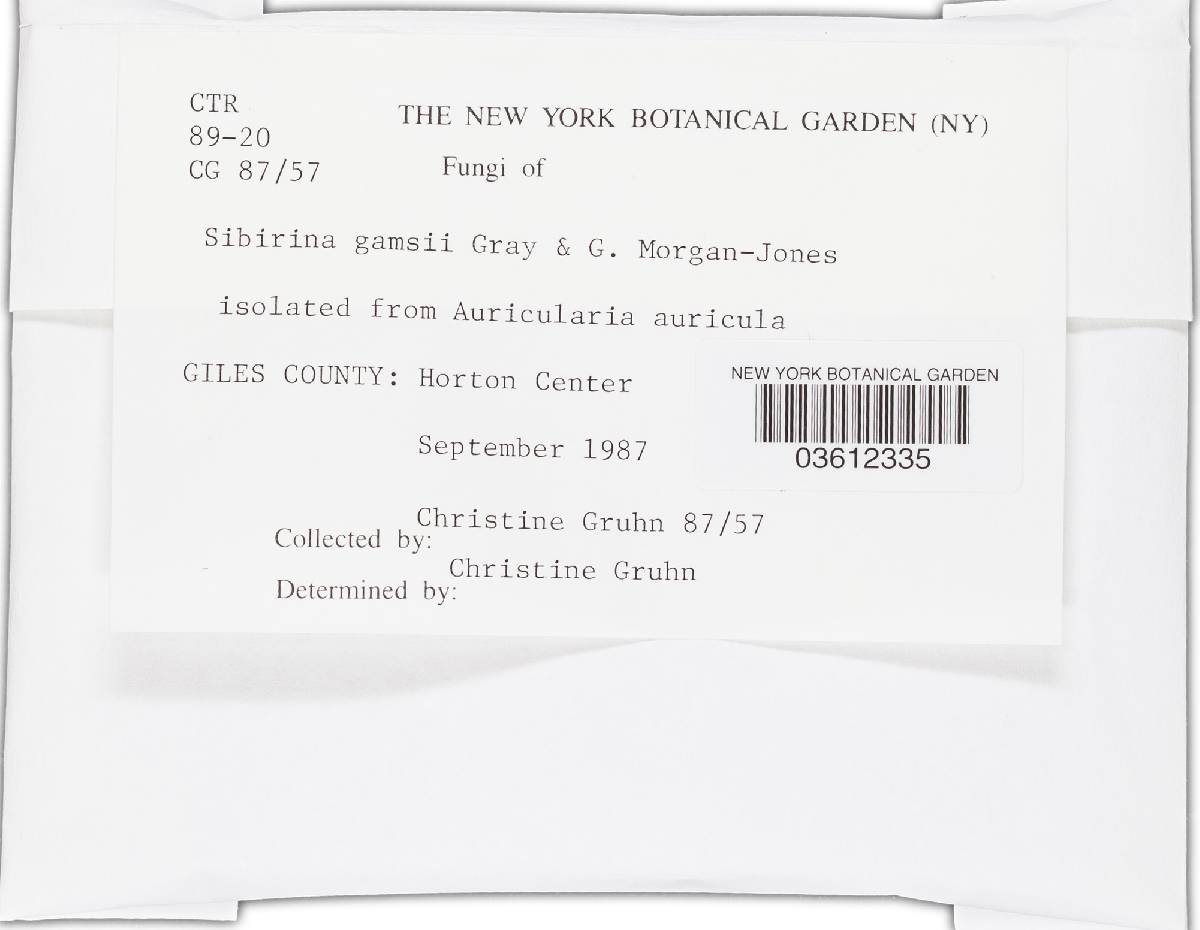 CTR
89-20
CG 87/57
THE NEW YORK BOTANICAL GARDEN (NY)
Fungi of
Sibirina gamsii Gray & G. Morgan-Jones
isolated from Auricularia auricula
GILES COUNTY: Horton Center
September 1987
NEW YORK BOTANICAL GARDEN
03612335
Christine Gruhn 87/57
Collected by:
Christine Gruhn
Determined by: